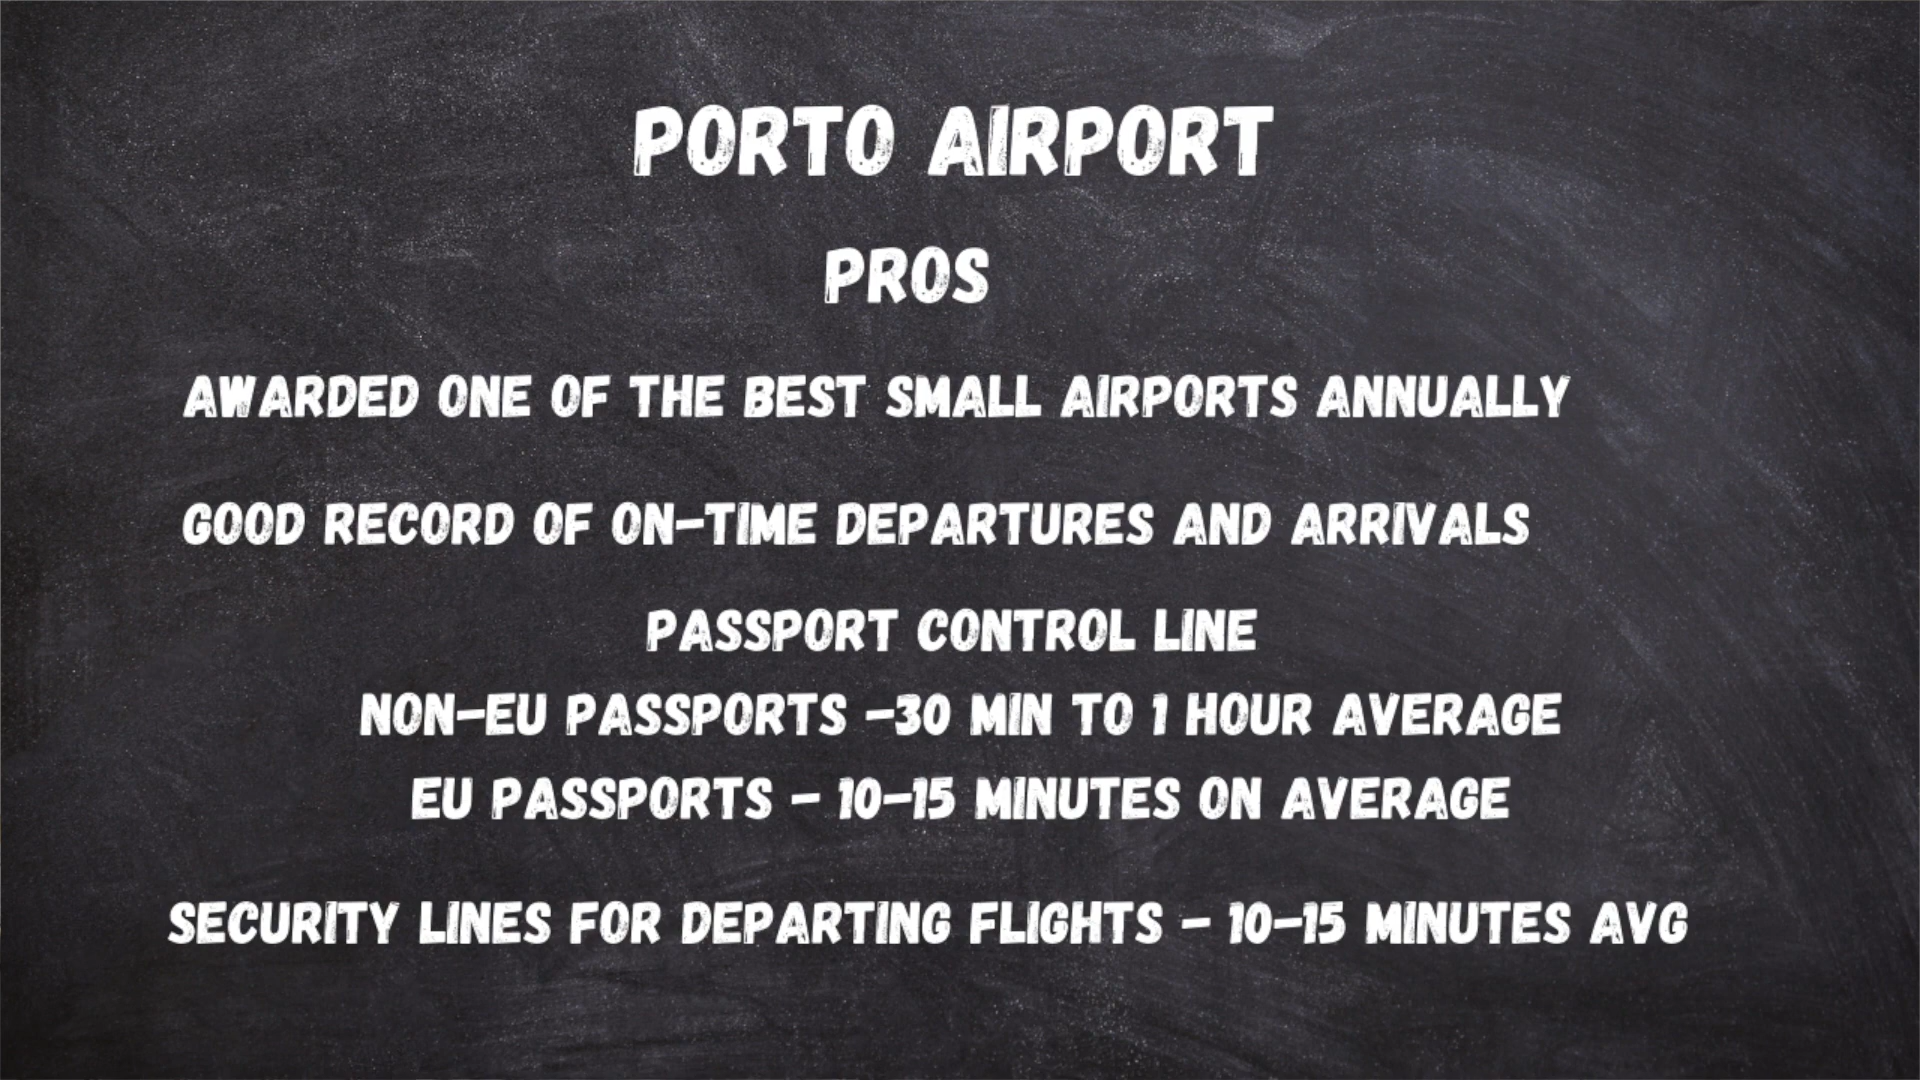 PORTO AIRPORT
PROS
AWARDED ONE OF THE BEST SMALL AIRPORTS ANNUALLY
GOOD RECORD OF ON-TIME DEPARTURES AND ARRIVALS
PASSPORT CONTROL LINE
NON-EU PASSPORTS -30 MIN TO 1 HOUR AVERAGE
EU PASSPORTS - 10-15 MINUTES ON AVERAGE
SECURITY LINES FOR DEPARTING FLIGHTS - 10-15 MINUTES AVG